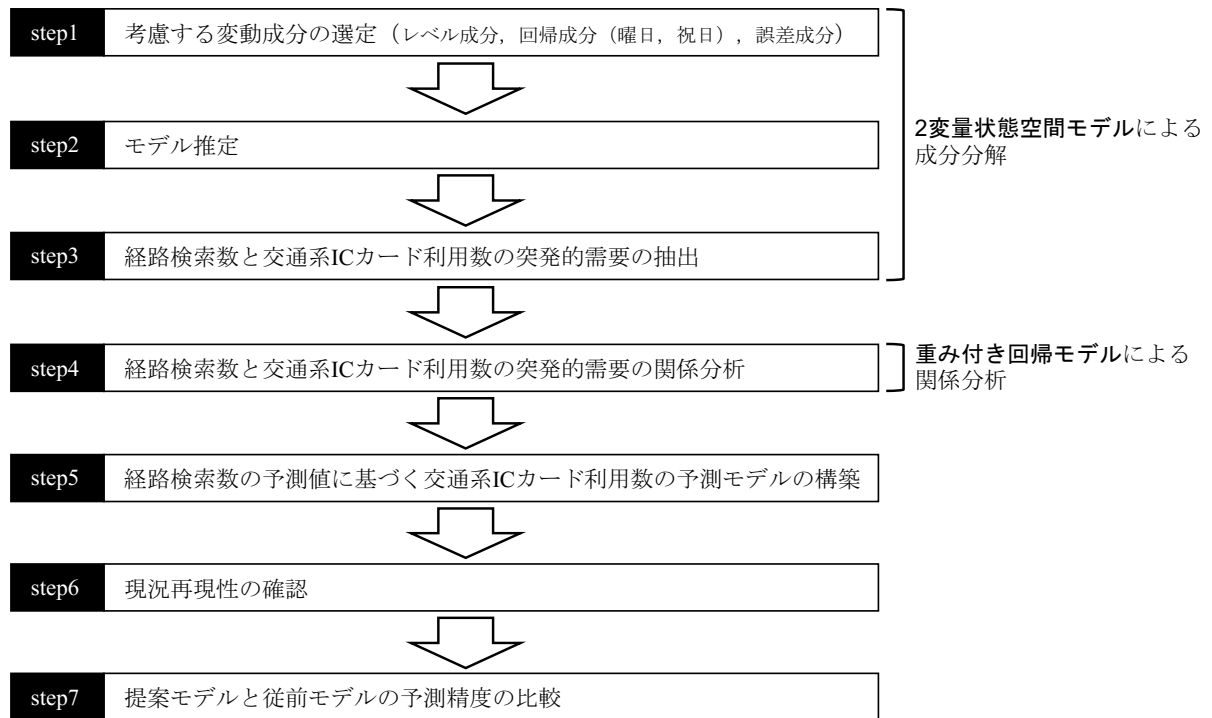 step1 考慮する変動成分の選定（レベル成分，回帰成分（曜日，祝日），誤差成分）
2変量状態空間モデルによる
成分分解
step2 モデル推定
step3 経路検索数と交通系ICカード利用数の突発的需要の抽出
step4 経路検索数と交通系ICカード利用数の突発的需要の関係分析
重み付き回帰モデルによる
関係分析
step5 経路検索数の予測値に基づく交通系ICカード利用数の予測モデルの構築
step6 現況再現性の確認
step7 提案モデルと従前モデルの予測精度の比較